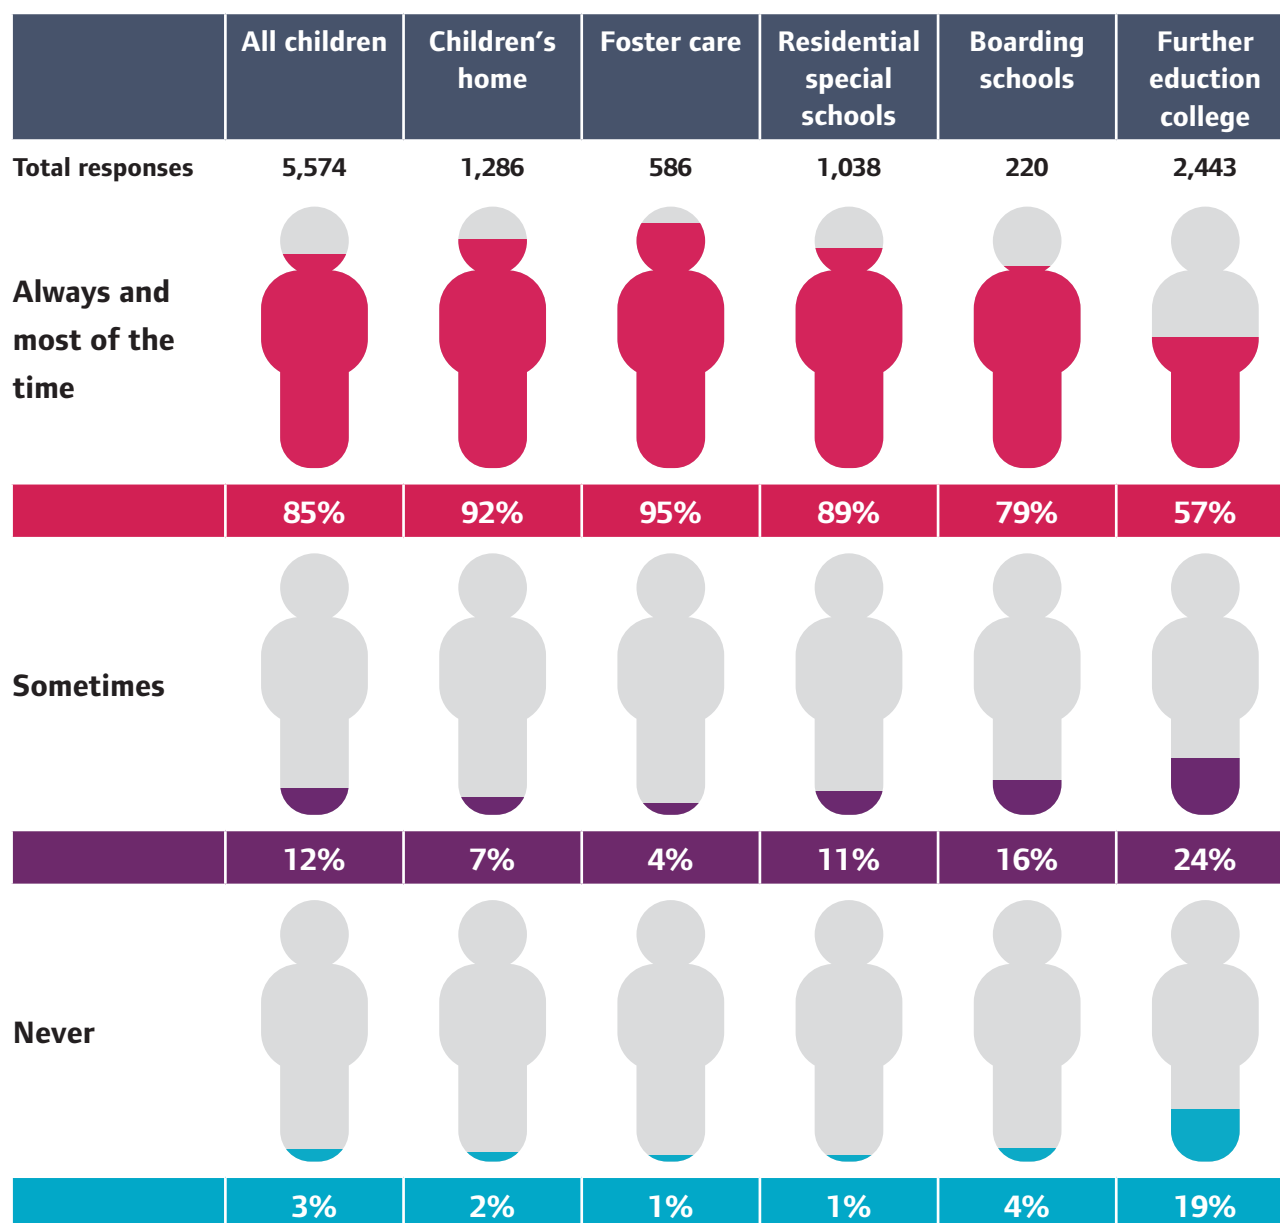 All children
Children’s
home
Foster care
Residential
special
schools
Boarding
schools
Further
eduction
college
Total responses 5,574 1,286 586 1,038 220 2,443
Always and
most of the
time
85% 92% 95% 89% 79% 57%
Sometimes
12% 7% 4% 11% 16% 24%
Never
3% 2% 1% 1% 4% 19%